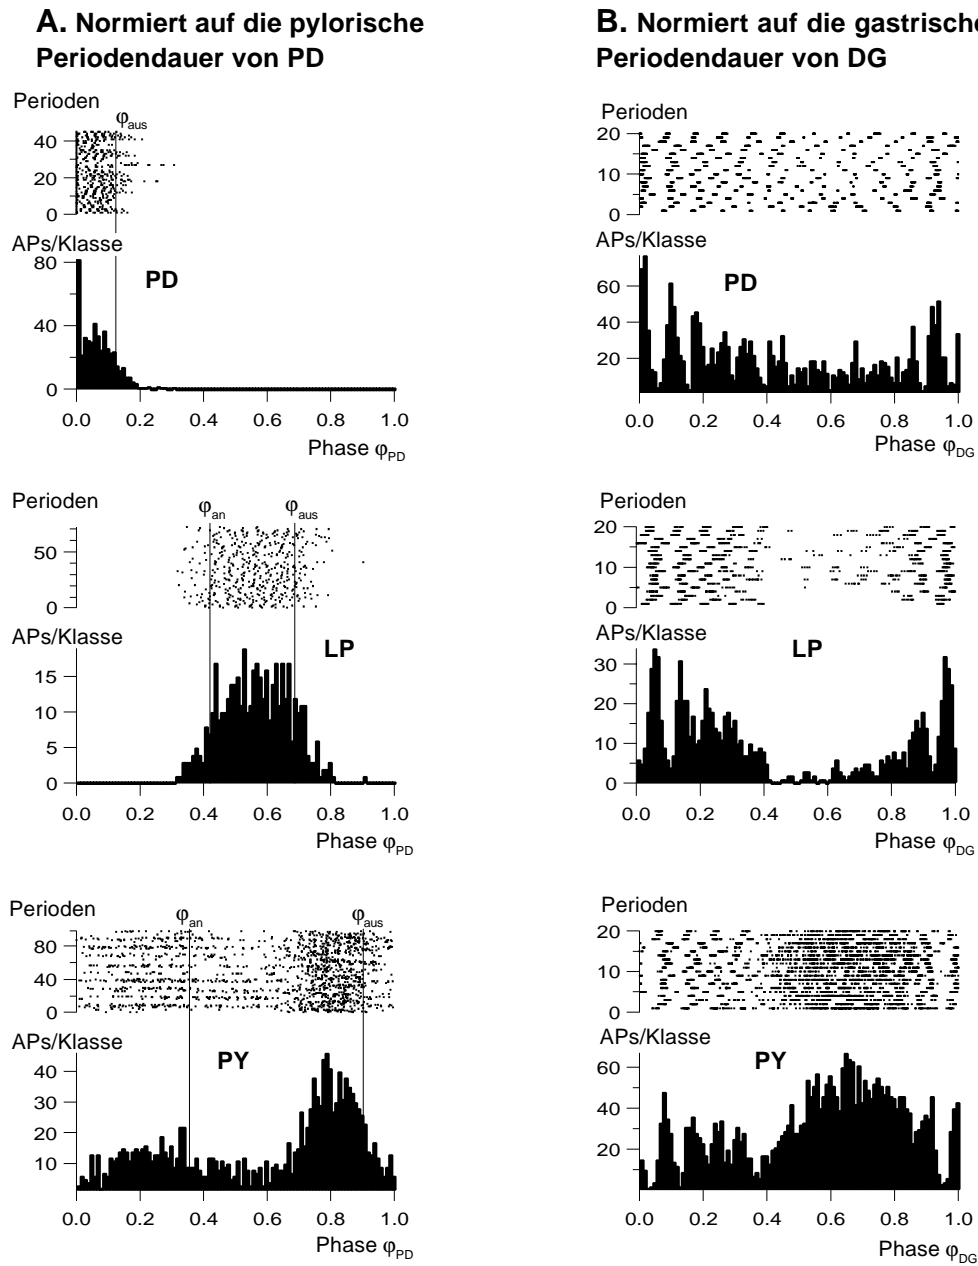 A. Normiert auf die pylorische
Periodendauer von PD
Perioden
φaus
40
20
0
APs/Klasse
80
PD
40
0
0.0 0.2 0.4 0.6 0.8 1.0
Phase φPD
Perioden
φan φaus
50
0
APs/Klasse
LP
15
10
5
0
0.0 0.2 0.4 0.6 0.8 1.0
Phase φPD
Perioden
φan φaus
80
40
0
APs/Klasse
PY
40
30
20
10
0.0 0.2 0.4 0.6 0.8 1.0
Phase φPD
B. Normiert auf die gastrische
Periodendauer von DG
Perioden
20
10
0
APs/Klasse
PD
60
40
20
0.0 0.2 0.4 0.6 0.8 1.0
Phase φDG
Perioden
20
10
0
APs/Klasse
LP
30
20
10
0
0.0 0.2 0.4 0.6 0.8 1.0
Phase φDG
Perioden
20
10
0
APs/Klasse
PY
60
40
20
0.0 0.2 0.4 0.6 0.8 1.0
Phase φDG